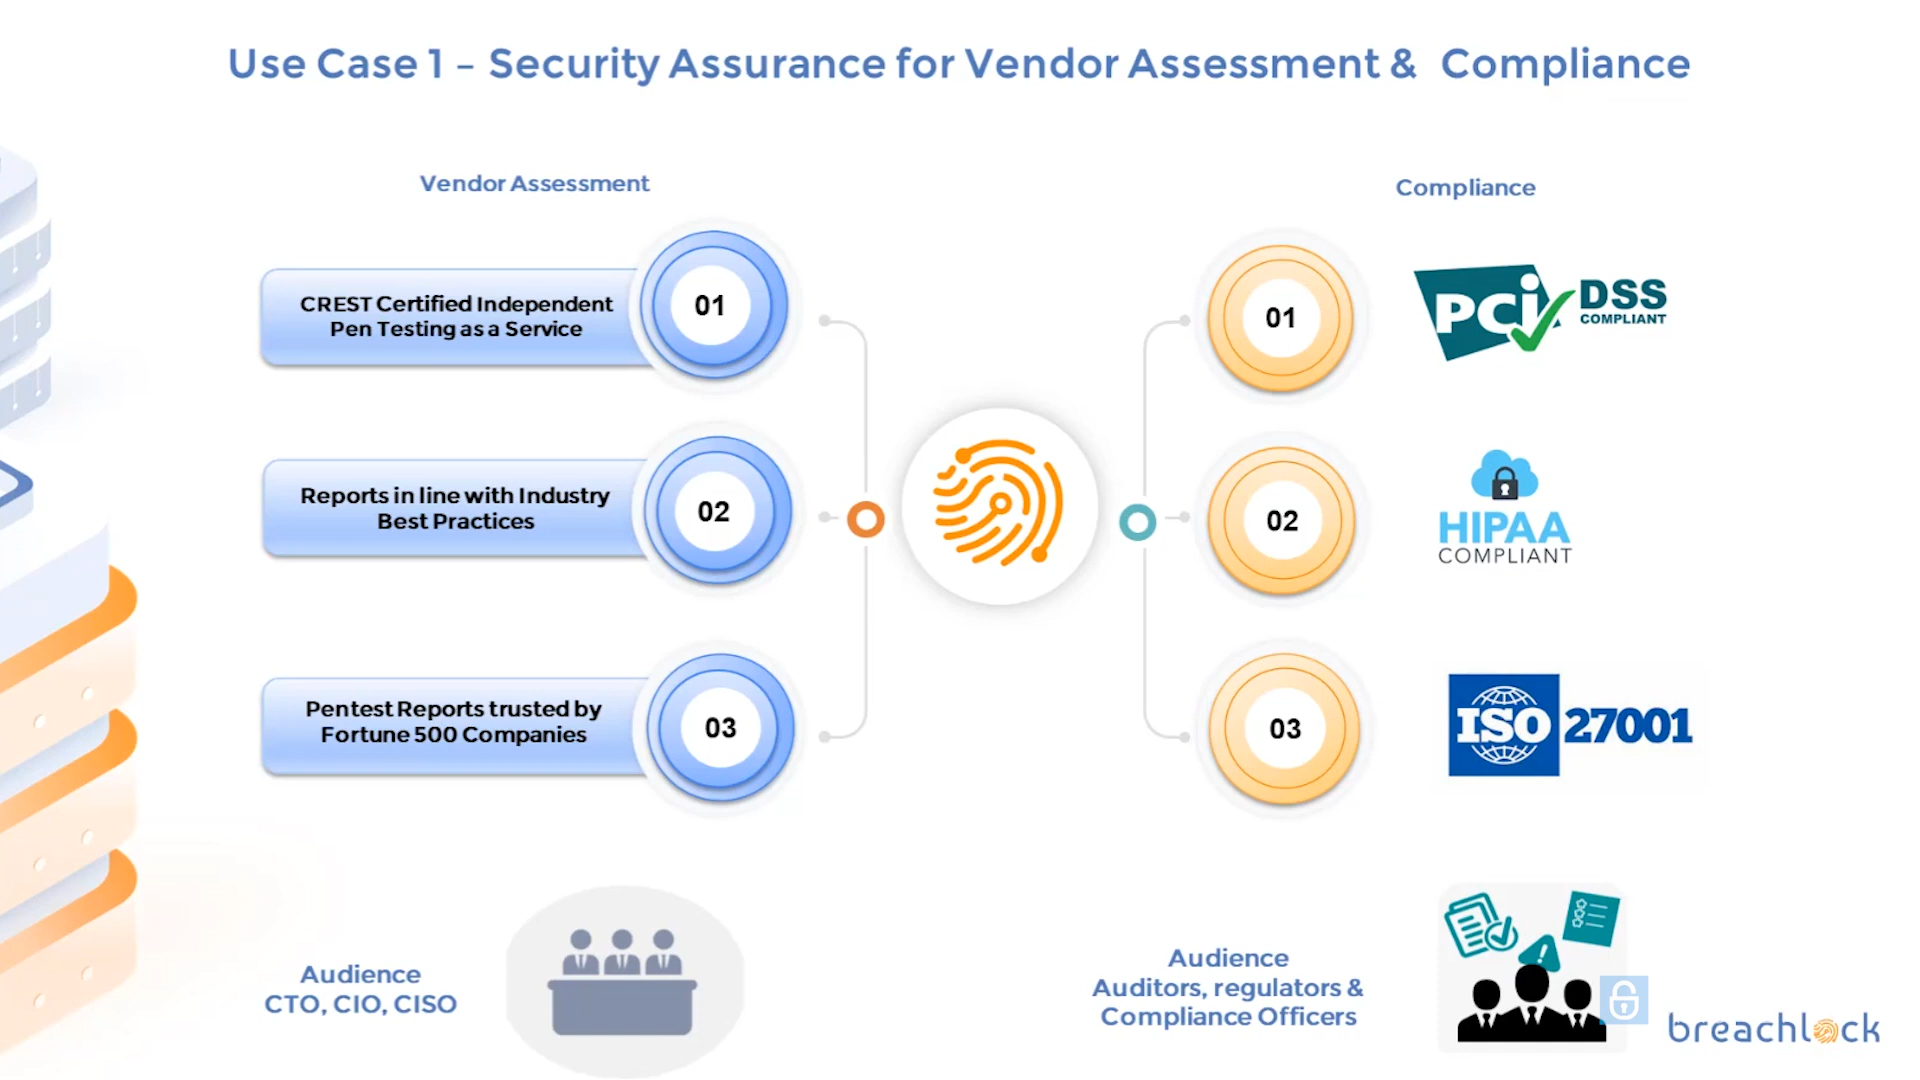 Use Case 1 – Security Assurance for Vendor Assessment & Compliance
Vendor Assessment
CREST Certified Independent
Pen Testing as a Service
01
Reports in line with Industry
Best Practices
02
Pentest Reports trusted by
Fortune 500 Companies
03
Audience
CTO, CIO, CISO
Compliance
01
PCi DSS
COMPLIANT
02
HIPAA
COMPLIANT
03
ISO 27001
Audience
Auditors, regulators &
Compliance Officers
breachlock